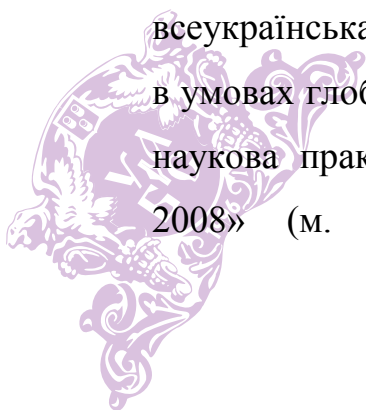 всеукраїнська
в умовах глоб
наукова прак
2008» (м.